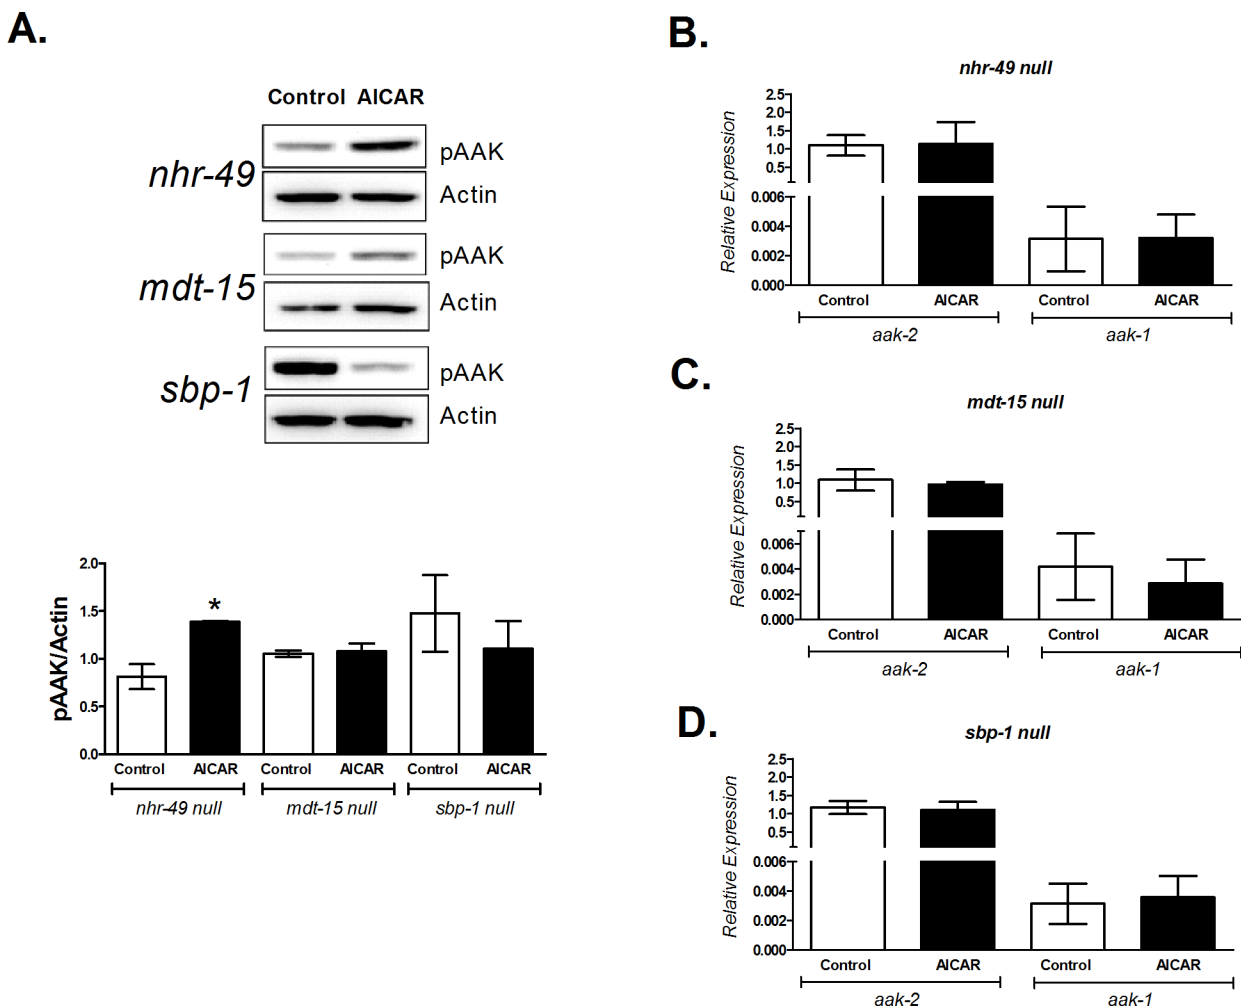 A.
Control AICAR
nhr-49
pAAK
Actin
mdt-15
pAAK
Actin
sbp-1
pAAK
Actin
pAAK/Actin
2.0
1.5
1.0
0.5
0.0
*
Control AICAR Control AICAR Control AICAR
nhr-49 null mdt-15 null sbp-1 null
B.
nhr-49 null
Relative Expression
2.5
2.0
1.5
1.0
0.5
0.006
0.004
0.002
0.000
Control AICAR Control AICAR
aak-2 aak-1
C.
mdt-15 null
Relative Expression
2.5
2.0
1.5
1.0
0.5
0.006
0.004
0.002
0.000
Control AICAR Control AICAR
aak-2 aak-1
D.
sbp-1 null
Relative Expression
2.5
2.0
1.5
1.0
0.5
0.006
0.004
0.002
0.000
Control AICAR Control AICAR
aak-2 aak-1